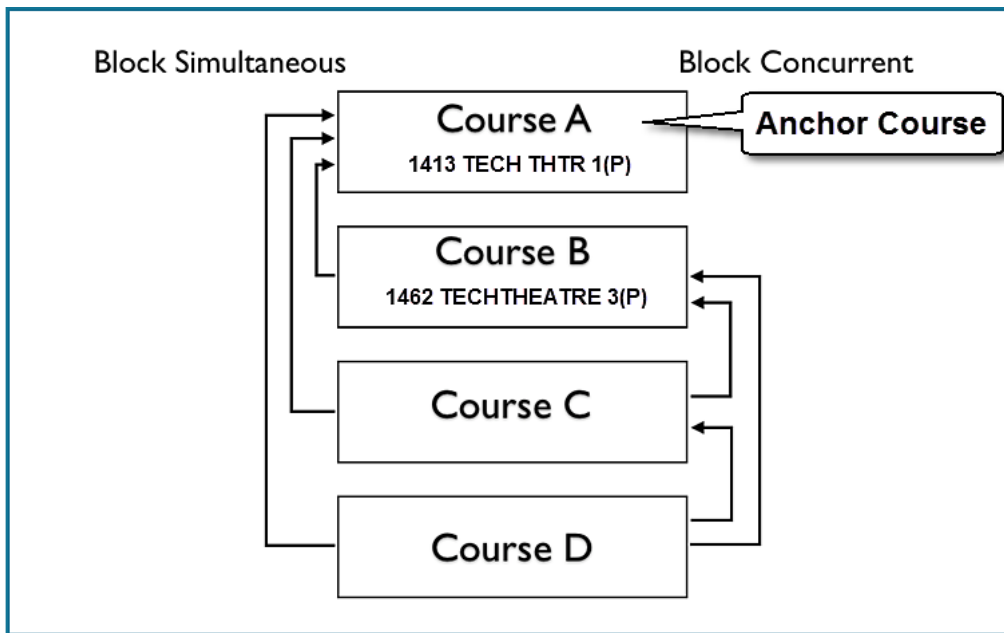 Block Simultaneous
Block Concurrent
Course A
1413 TECH THTR 1(P)
Anchor Course
Course B
1462 TECHTHEATRE 3(P)
Course C
Course D